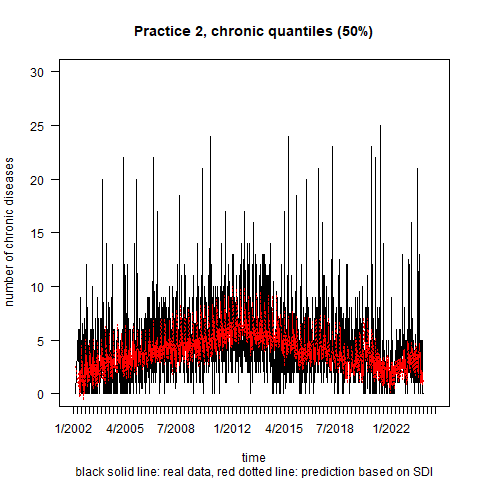 Practice 2, chronic quantiles (50%)
number of chronic diseases
30
25
20
15
10
5
0
1/2002 4/2005 7/2008 1/2012 4/2015 7/2018 1/2022
time
black solid line: real data, red dotted line: prediction based on SDI